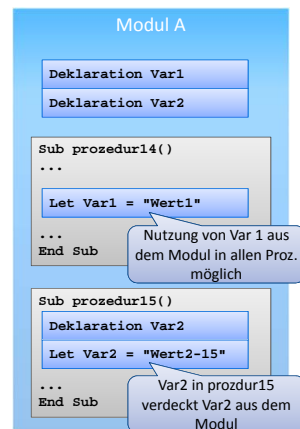 Modul A
Deklaration Var1
Deklaration Var2
Sub prozedur14()
...
Let Var1 = "Wert1"
...
End Sub
Nutzung von Var 1 aus
dem Modul in allen Proz.
möglich
Sub prozedur15()
Deklaration Var2
Let Var2 = "Wert2-15"
...
End Sub
Var2 in prozdur15
verdeckt Var2 aus dem
Modul